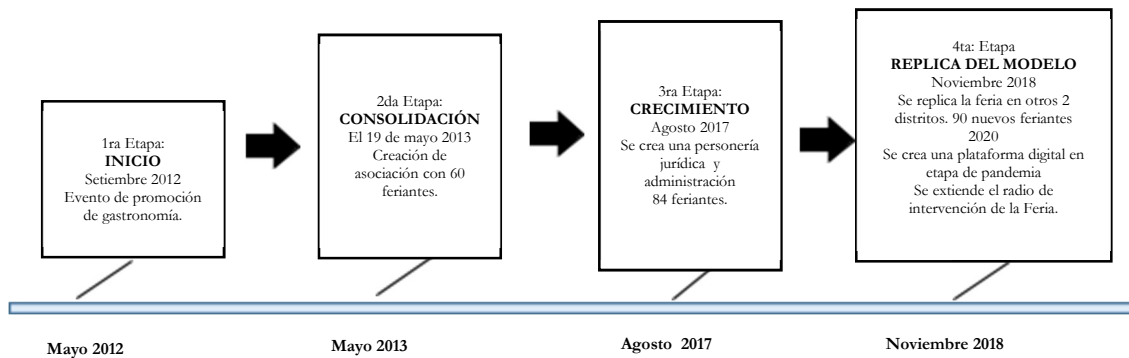 1ra Etapa:
INICIO
Setiembre 2012
Evento de promoción
de gastronomía.
2da Etapa:
CONSOLIDACIÓN
El 19 de mayo 2013
Creación de
asociación con 60
feriantes.
3ra Etapa:
CRECIMIENTO
Agosto 2017
Se crea una personería
jurídica y
administración
84 feriantes.
4ta: Etapa
REPLICA DEL MODELO
Noviembre 2018
Se replica la feria en otros 2
distritos. 90 nuevos feriantes
2020
Se crea una plataforma digital en
etapa de pandemia
Se extiende el radio de
intervención de la Feria.
Mayo 2012
Mayo 2013
Agosto 2017
Noviembre 2018